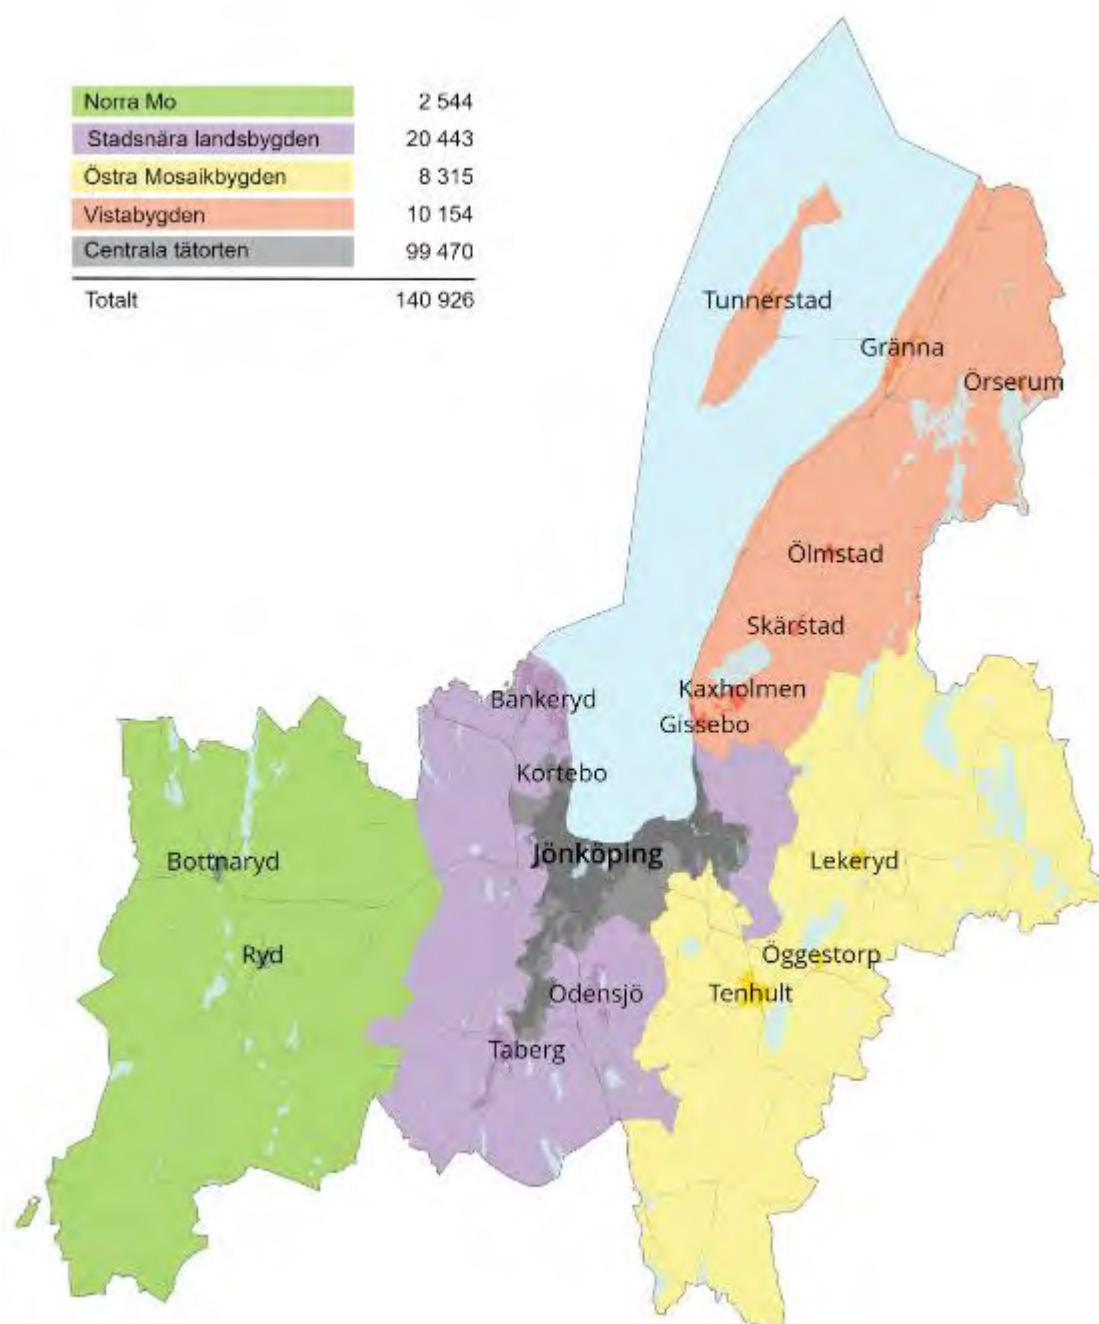 Norra Mo 2 544
Stadsnära landsbygden 20 443
Östra Mosaikbygden 8 315
Vistabygden 10 154
Centrala tätorten 99 470
Totalt 140 926
Tunnerstad
Gränna
Örserum
Ölmstad
Skärstad
Kaxholmen
Bankeryd
Gissebo
Kortebo
Jönköping
Bottnaryd
Lekeryd
Ryd
Öggestorp
Odensjö
Tenhult
Taberg